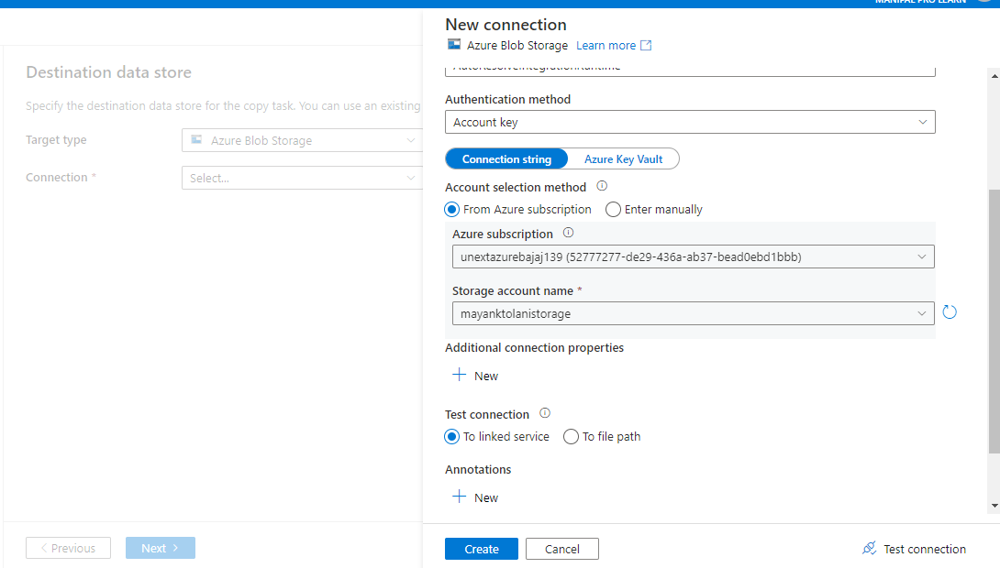 MANIPAL PRO LEARN
New connection
Azure Blob Storage Learn more
AutoResolveIntegrationRuntime
Destination data store
Specify the destination data store for the copy task. You can use an existing
Target type
Azure Blob Storage
Connection *
Select...
Authentication method
Account key
Connection string Azure Key Vault
Account selection method
From Azure subscription Enter manually
Azure subscription
unextazurebajaj139 (52777277-de29-436a-ab37-bead0ebd1bbb)
Storage account name *
mayanktolanistorage
Additional connection properties
New
Test connection
To linked service To file path
Annotations
New
Previous Next
Create Cancel Test connection